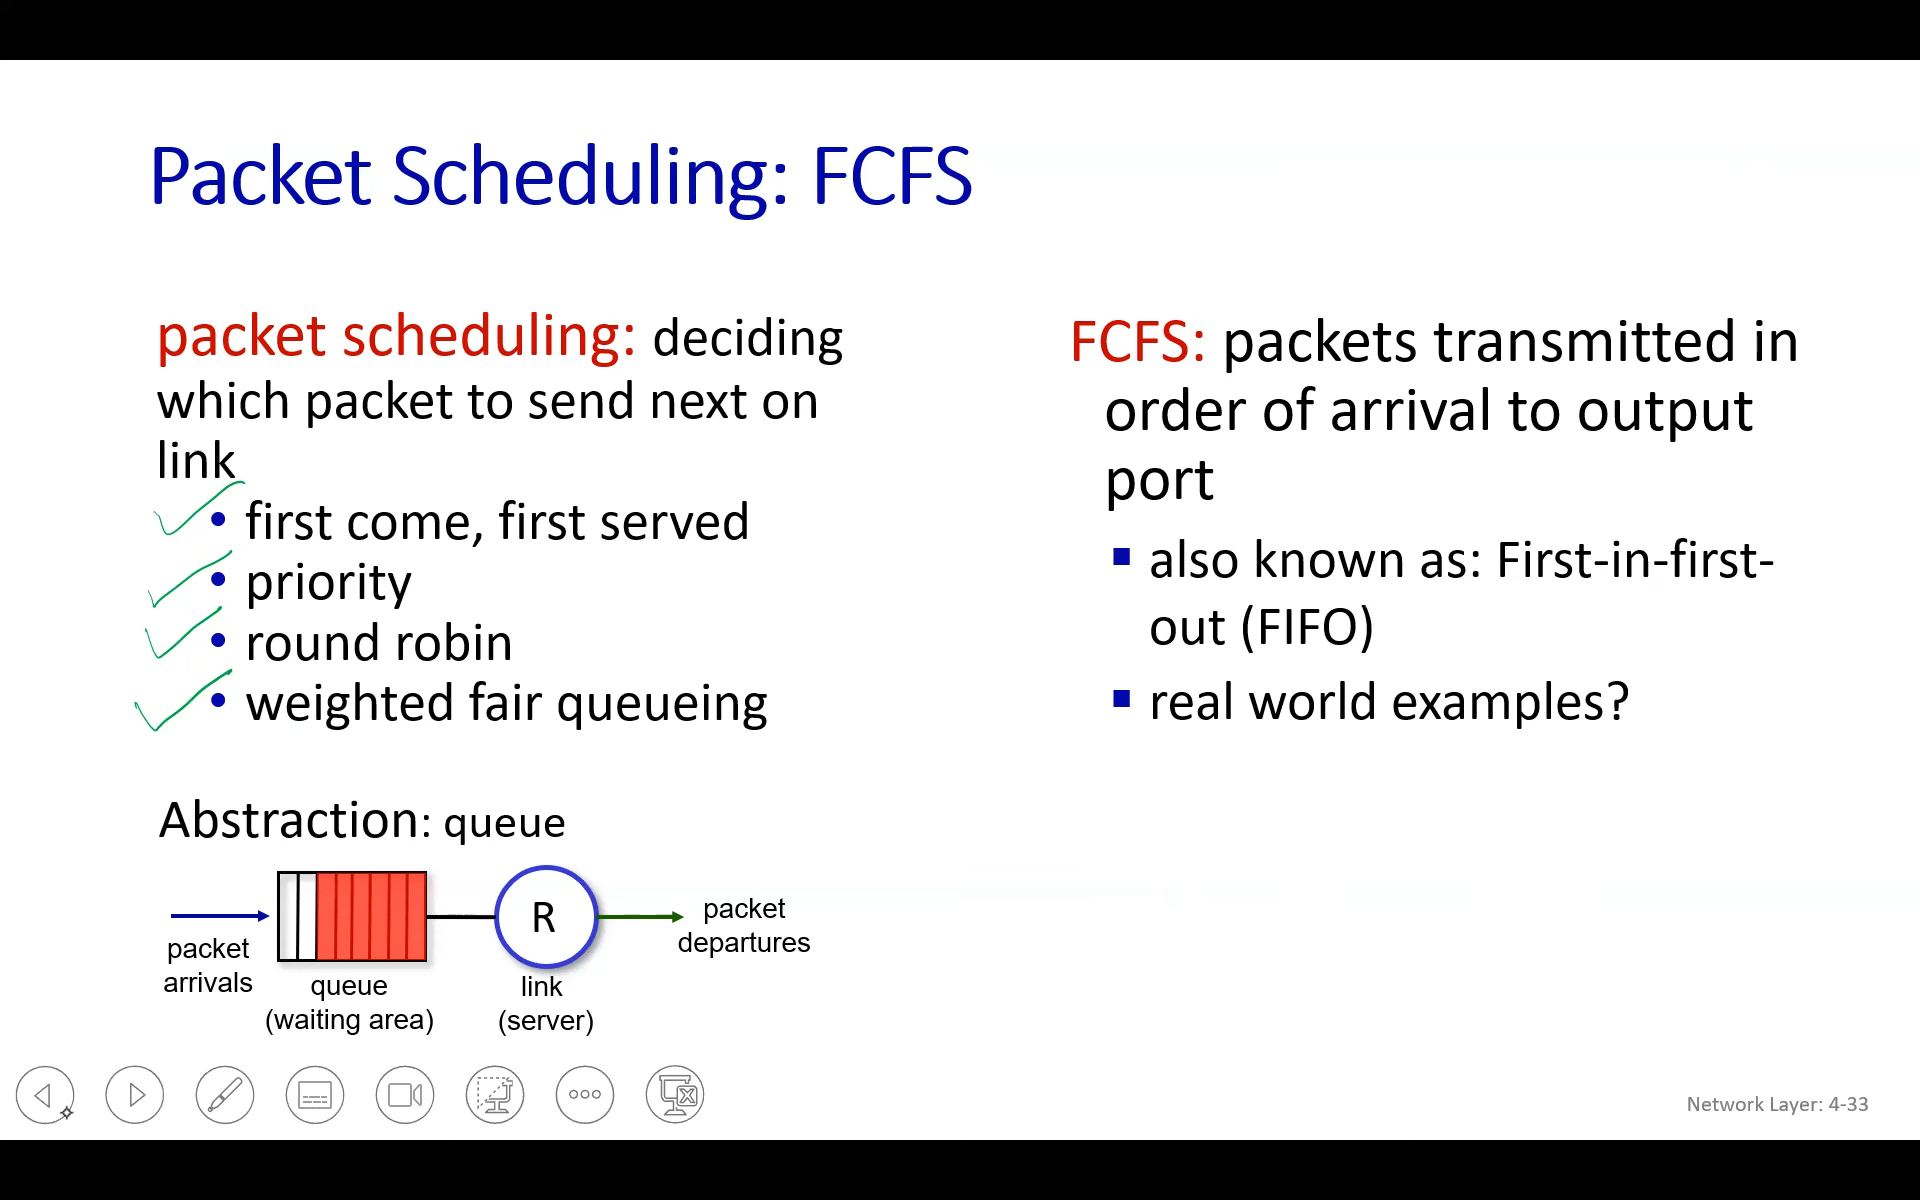 Packet Scheduling: FCFS
packet scheduling: deciding
which packet to send next on
link
• first come, first served
• priority
• round robin
• weighted fair queueing
Abstraction: queue
packet
arrivals
queue
(waiting area)
R
link
(server)
packet
departures
FCFS: packets transmitted in
order of arrival to output
port
▪ also known as: First-in-first-
out (FIFO)
▪ real world examples?
Network Layer: 4-33